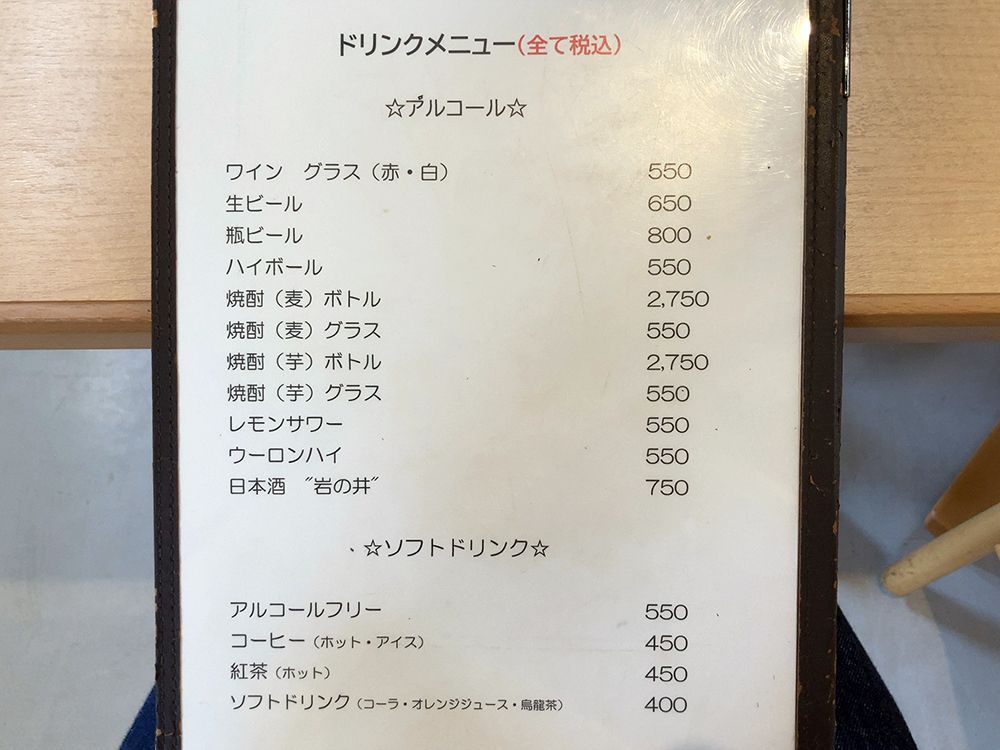 ドリンクメニュー(全て税込)
☆アルコール☆
ワイン　グラス（赤・白） 550
生ビール 650
瓶ビール 800
ハイボール 550
焼酎（麦）ボトル 2,750
焼酎（麦）グラス 550
焼酎（芋）ボトル 2,750
焼酎（芋）グラス 550
レモンサワー 550
ウーロンハイ 550
日本酒　〝岩の井〞 750
☆ソフトドリンク☆
アルコールフリー 550
コーヒー（ホット・アイス） 450
紅茶（ホット） 450
ソフトドリンク（コーラ・オレンジジュース・烏龍茶） 400